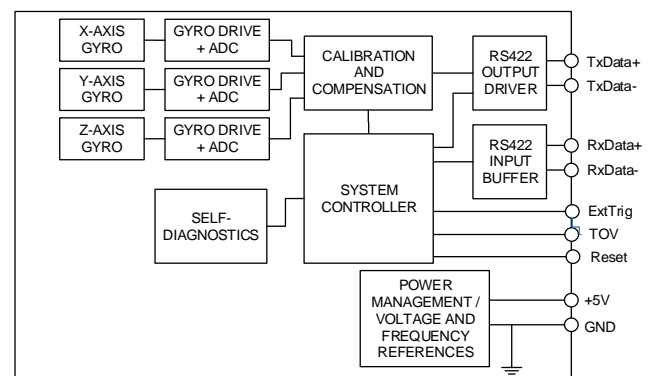 X-AXIS
GYRO
GYRO DRIVE
+ ADC
Y-AXIS
GYRO
GYRO DRIVE
+ ADC
Z-AXIS
GYRO
GYRO DRIVE
+ ADC
CALIBRATION
AND
COMPENSATION
RS422
OUTPUT
DRIVER
TxData+
TxData-
RS422
INPUT
BUFFER
RxData+
RxData-
SELF-
DIAGNOSTICS
SYSTEM
CONTROLLER
ExtTrig
TOV
Reset
POWER
MANAGEMENT /
VOLTAGE AND
FREQUENCY
REFERENCES
+5V
GND